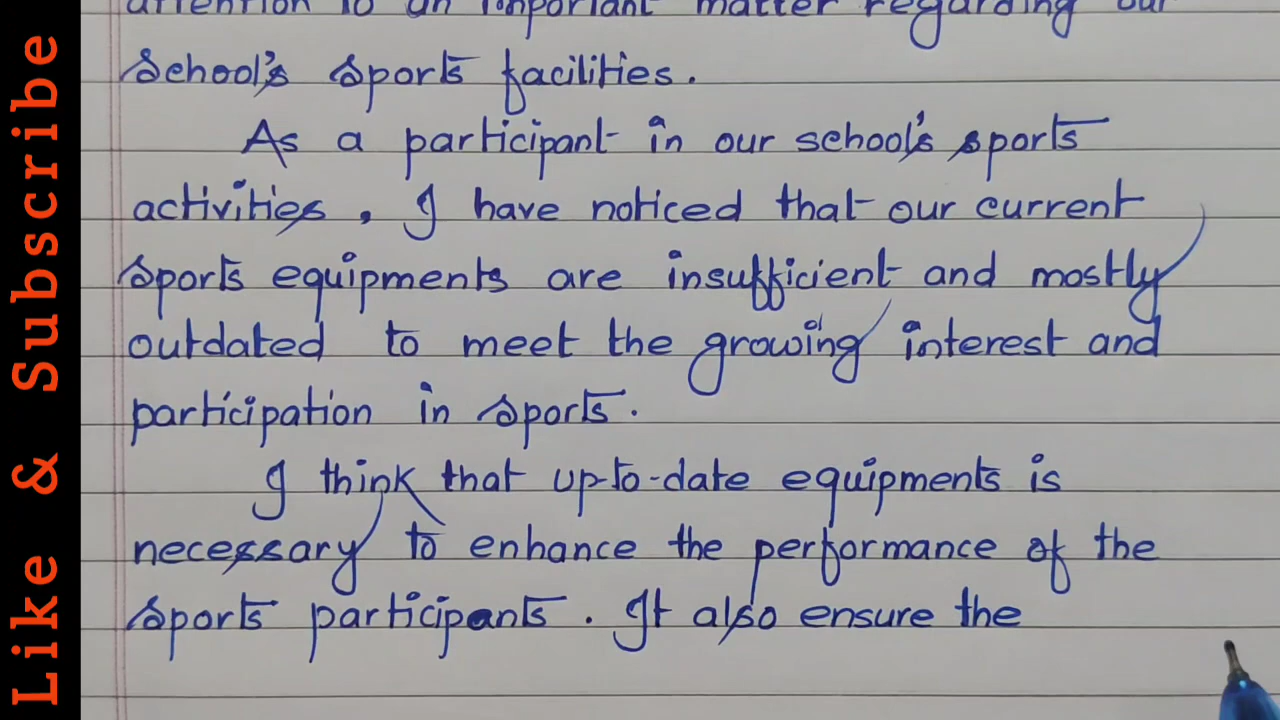 Like & Subscribe
attention to an important matter regarding our
school's sports facilities.
As a participant in our school's sports
activities, I have noticed that our current
sports equipments are insufficient and mostly
outdated to meet the growing interest and
participation in sports.
I think that up-to-date equipments is
necessary to enhance the performance of the
sports participants. It also ensure the